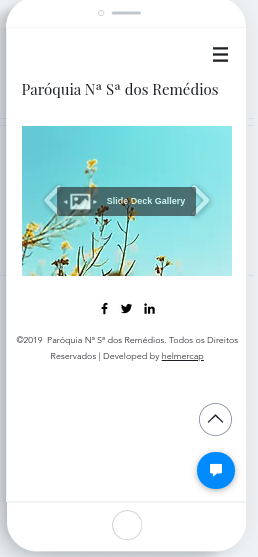 Paróquia Nª Sª dos Remédios
Slide Deck Gallery
©2019 Paróquia Nª Sª dos Remédios. Todos os Direitos
Reservados | Developed by helmercap